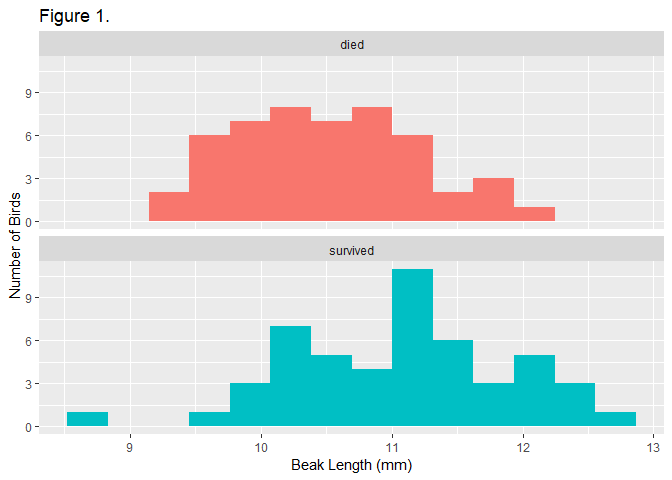 Figure 1.
died
9
6
3
0
Number of Birds
survived
9
6
3
0
9 10 11 12 13
Beak Length (mm)